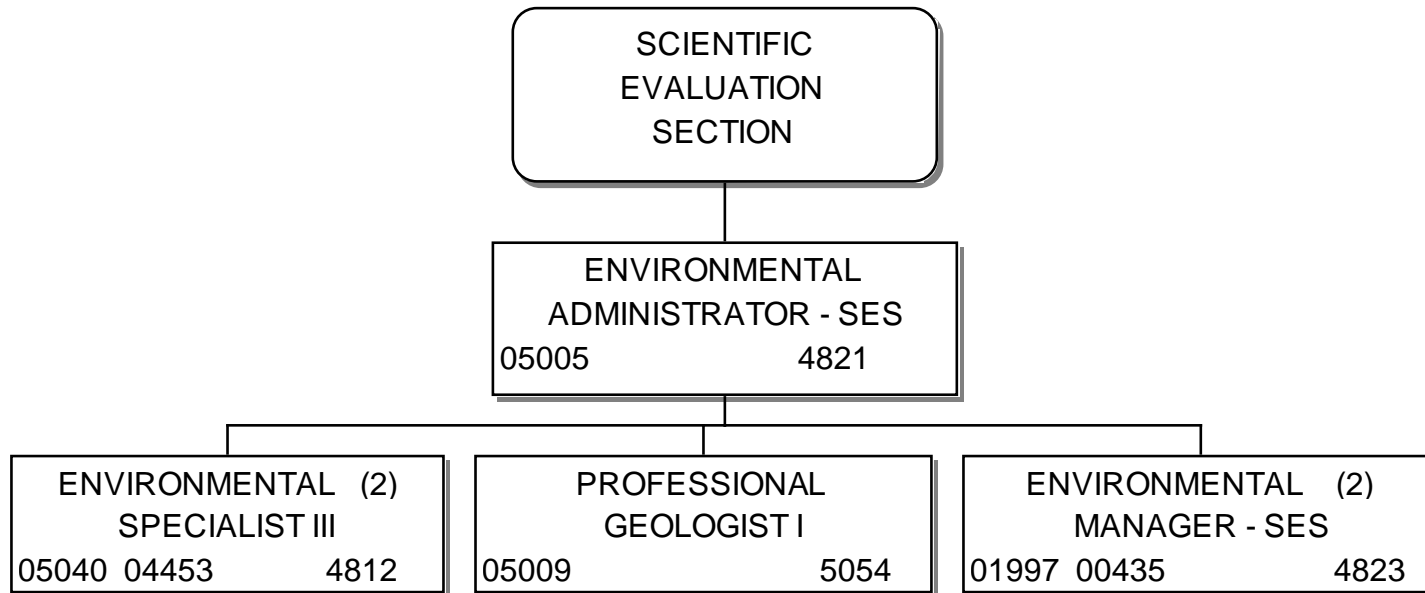 SCIENTIFIC
EVALUATION
SECTION
ENVIRONMENTAL
ADMINISTRATOR - SES
05005 4821
ENVIRONMENTAL (2)
SPECIALIST III
05040 04453 4812
PROFESSIONAL
GEOLOGIST I
05009 5054
ENVIRONMENTAL (2)
MANAGER - SES
01997 00435 4823